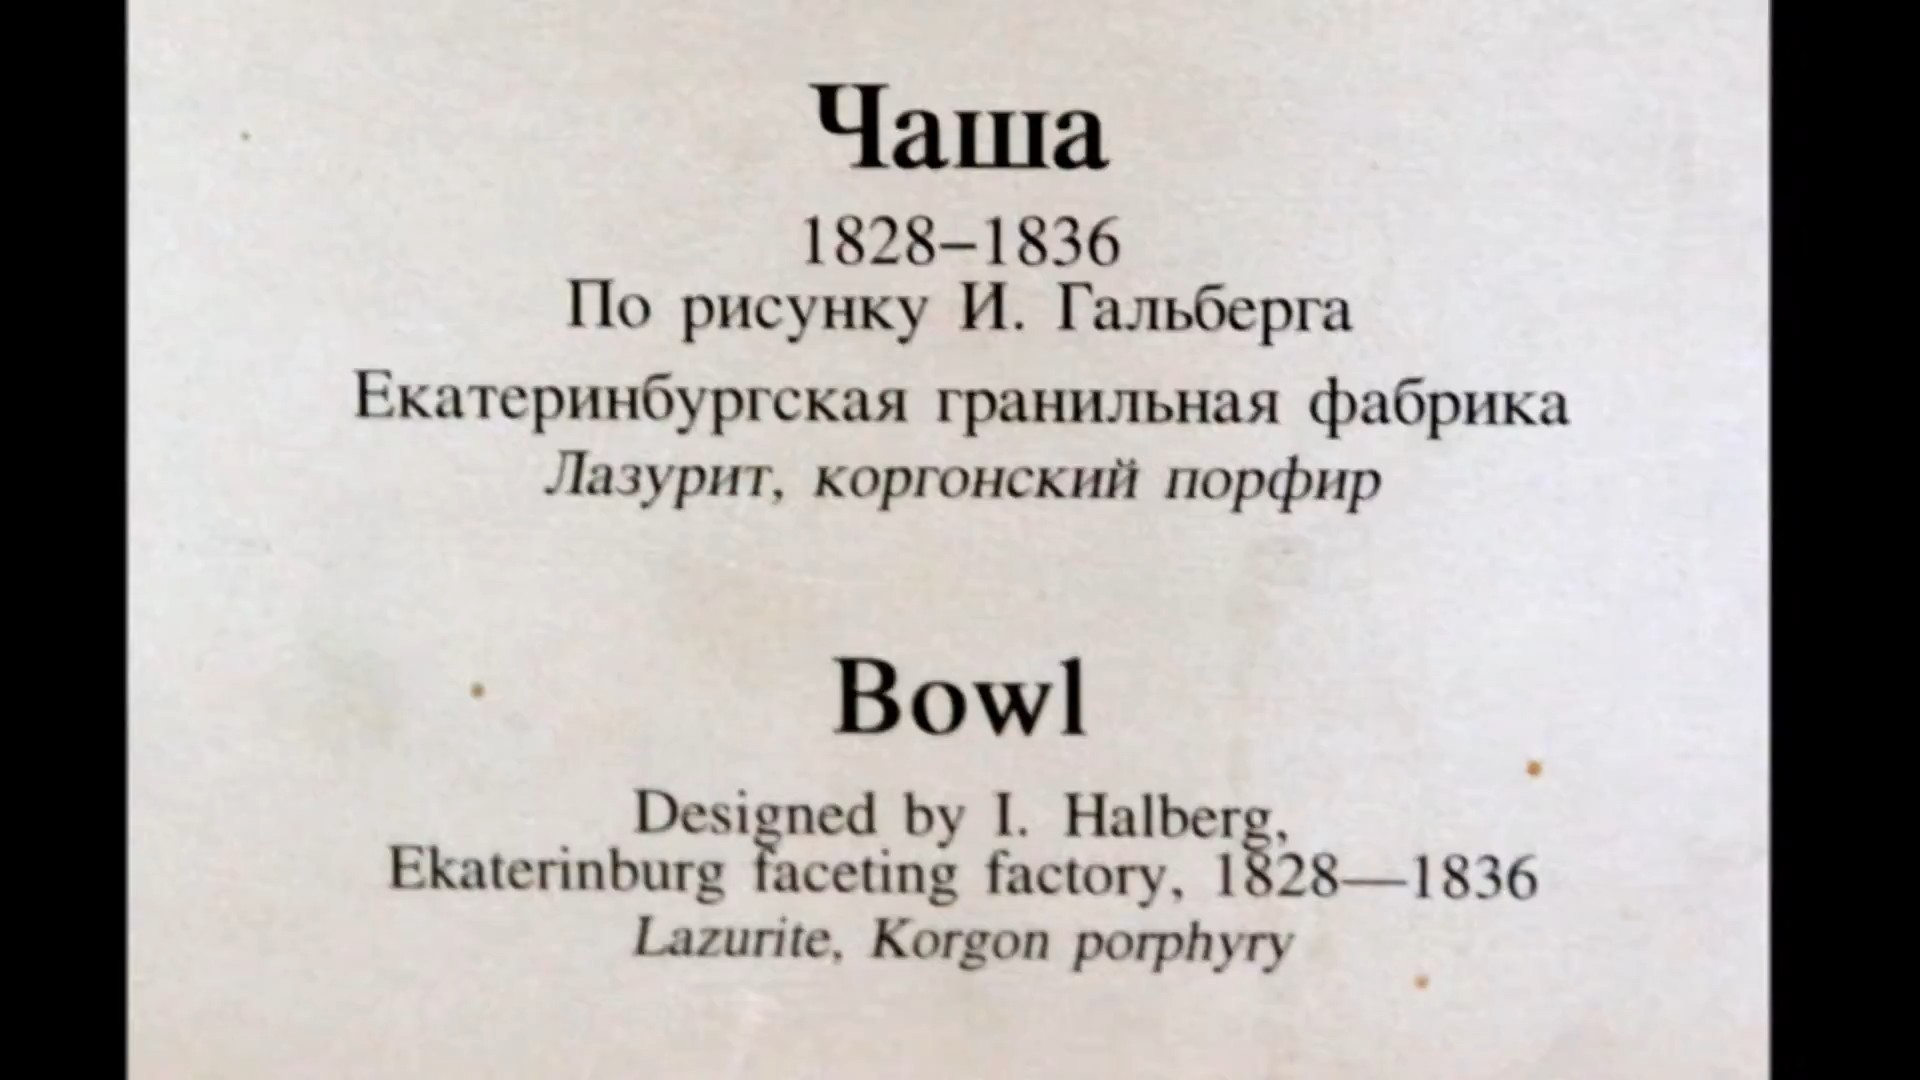 Чаша
1828–1836
По рисунку И. Гальберга
Екатеринбургская гранильная фабрика
Лазурит, коргонский порфир
Bowl
Designed by I. Halberg,
Ekaterinburg faceting factory, 1828—1836
Lazurite, Korgon porphyry